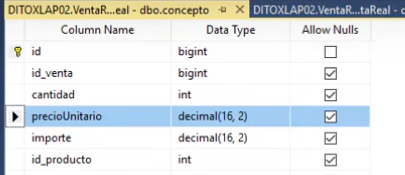 DITOXLAP02.VentaR...eal - dbo.concepto DITOXLAP02.VentaR...taReal
Column Name Data Type Allow Nulls
id bigint
id_venta bigint
cantidad int
precioUnitario decimal(16, 2)
importe decimal(16, 2)
id_producto int